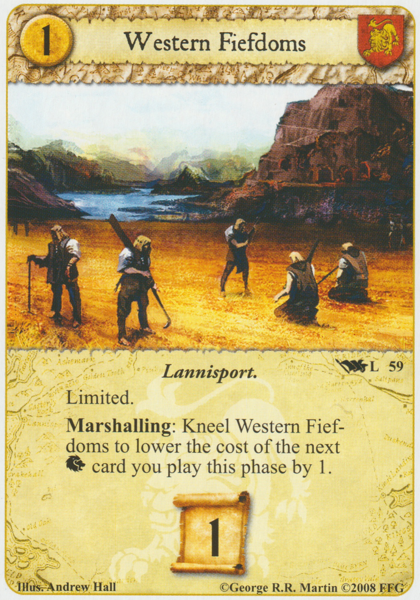 1 Western Fiefdoms
Lannisport.
L 59
Limited.
Marshalling: Kneel Western Fief-
doms to lower the cost of the next
card you play this phase by 1.
1
Illus. Andrew Hall ©George R.R. Martin ©2008 FFG